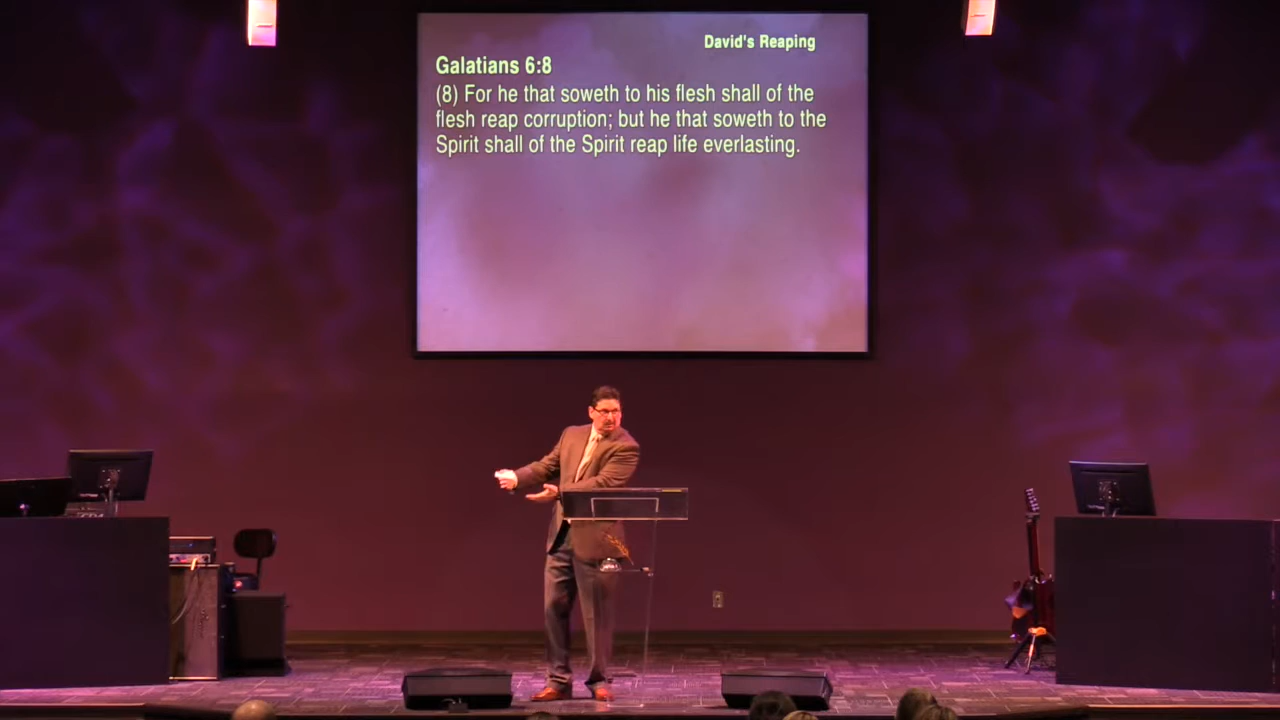 David's Reaping
Galatians 6:8
(8) For he that soweth to his flesh shall of the
flesh reap corruption; but he that soweth to the
Spirit shall of the Spirit reap life everlasting.